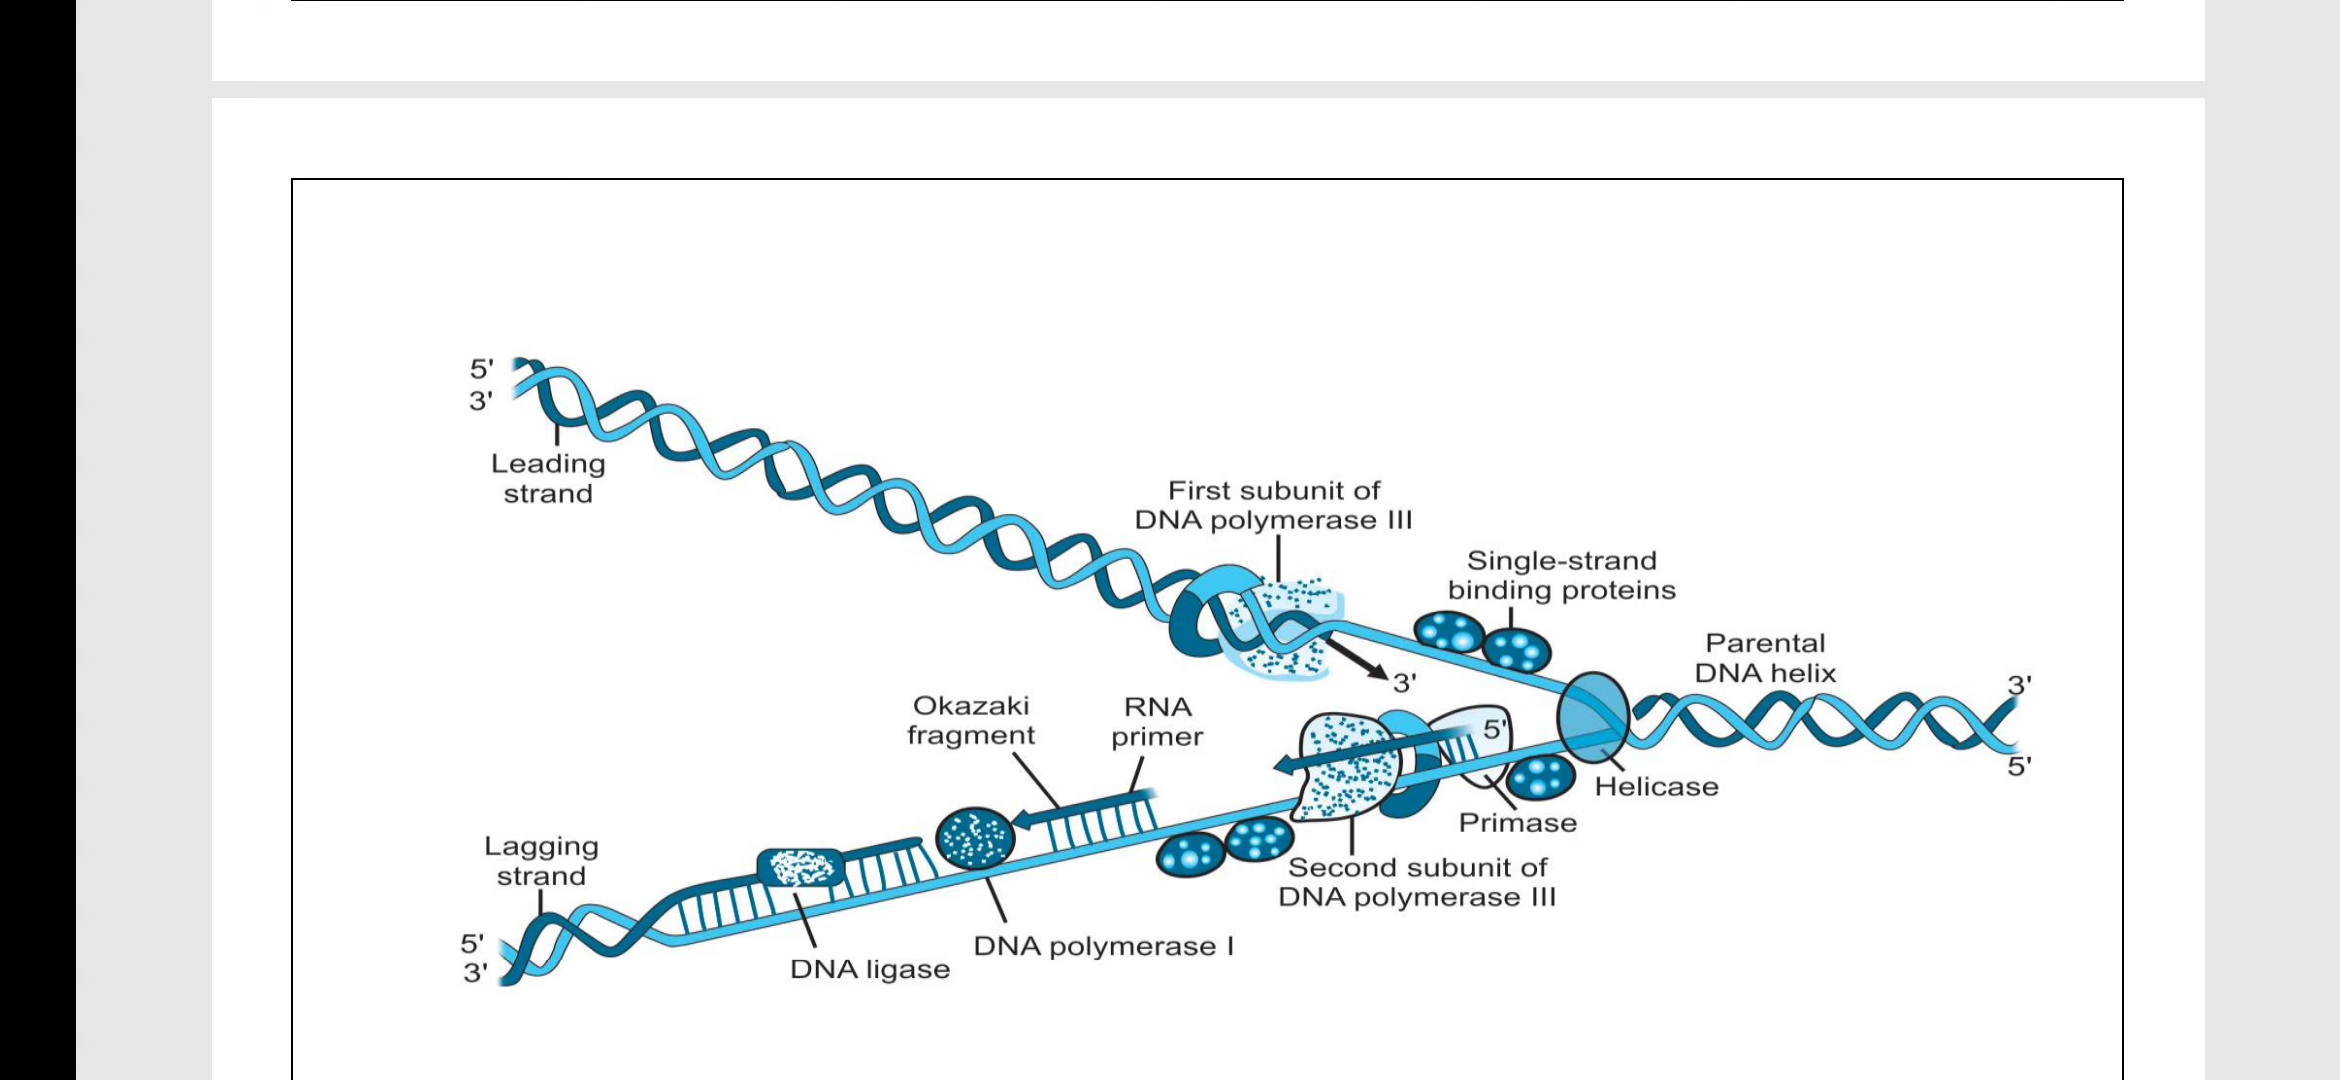 5'
3'
Leading
strand
First subunit of
DNA polymerase III
Single-strand
binding proteins
Parental
DNA helix
3'
5'
3'
Okazaki
fragment
RNA
primer
5'
Helicase
Primase
Second subunit of
DNA polymerase III
Lagging
strand
5'
3'
DNA polymerase I
DNA ligase